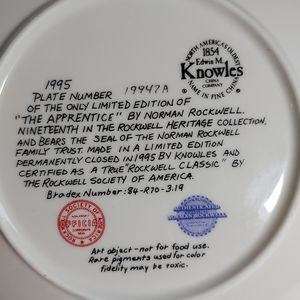 1995
PLATE NUMBER 19947A
OF THE ONLY LIMITED EDITION OF
"THE APPRENTICE" BY NORMAN ROCKWELL.
NINETEENTH IN THE ROCKWELL HERITAGE COLLECTION,
AND BEARS THE SEAL OF THE NORMAN ROCKWELL
FAMILY TRUST. MADE IN A LIMITED EDITION
PERMANENTLY CLOSED IN 1995 BY KNOWLES AND
CERTIFIED AS A TRUE "ROCKWELL CLASSIC" BY
THE ROCKWELL SOCIETY OF AMERICA.
Bradex Number: 84-R70-3.19
NORTH AMERICA'S OLDEST
1854
Edwin M.
Knowles
CHINA
COMPANY
NAME IN FINE CHINA
SOCIETY OF
OFFICIAL
Art object-not for food use.
Rare pigments used for color
fidelity may be toxic.